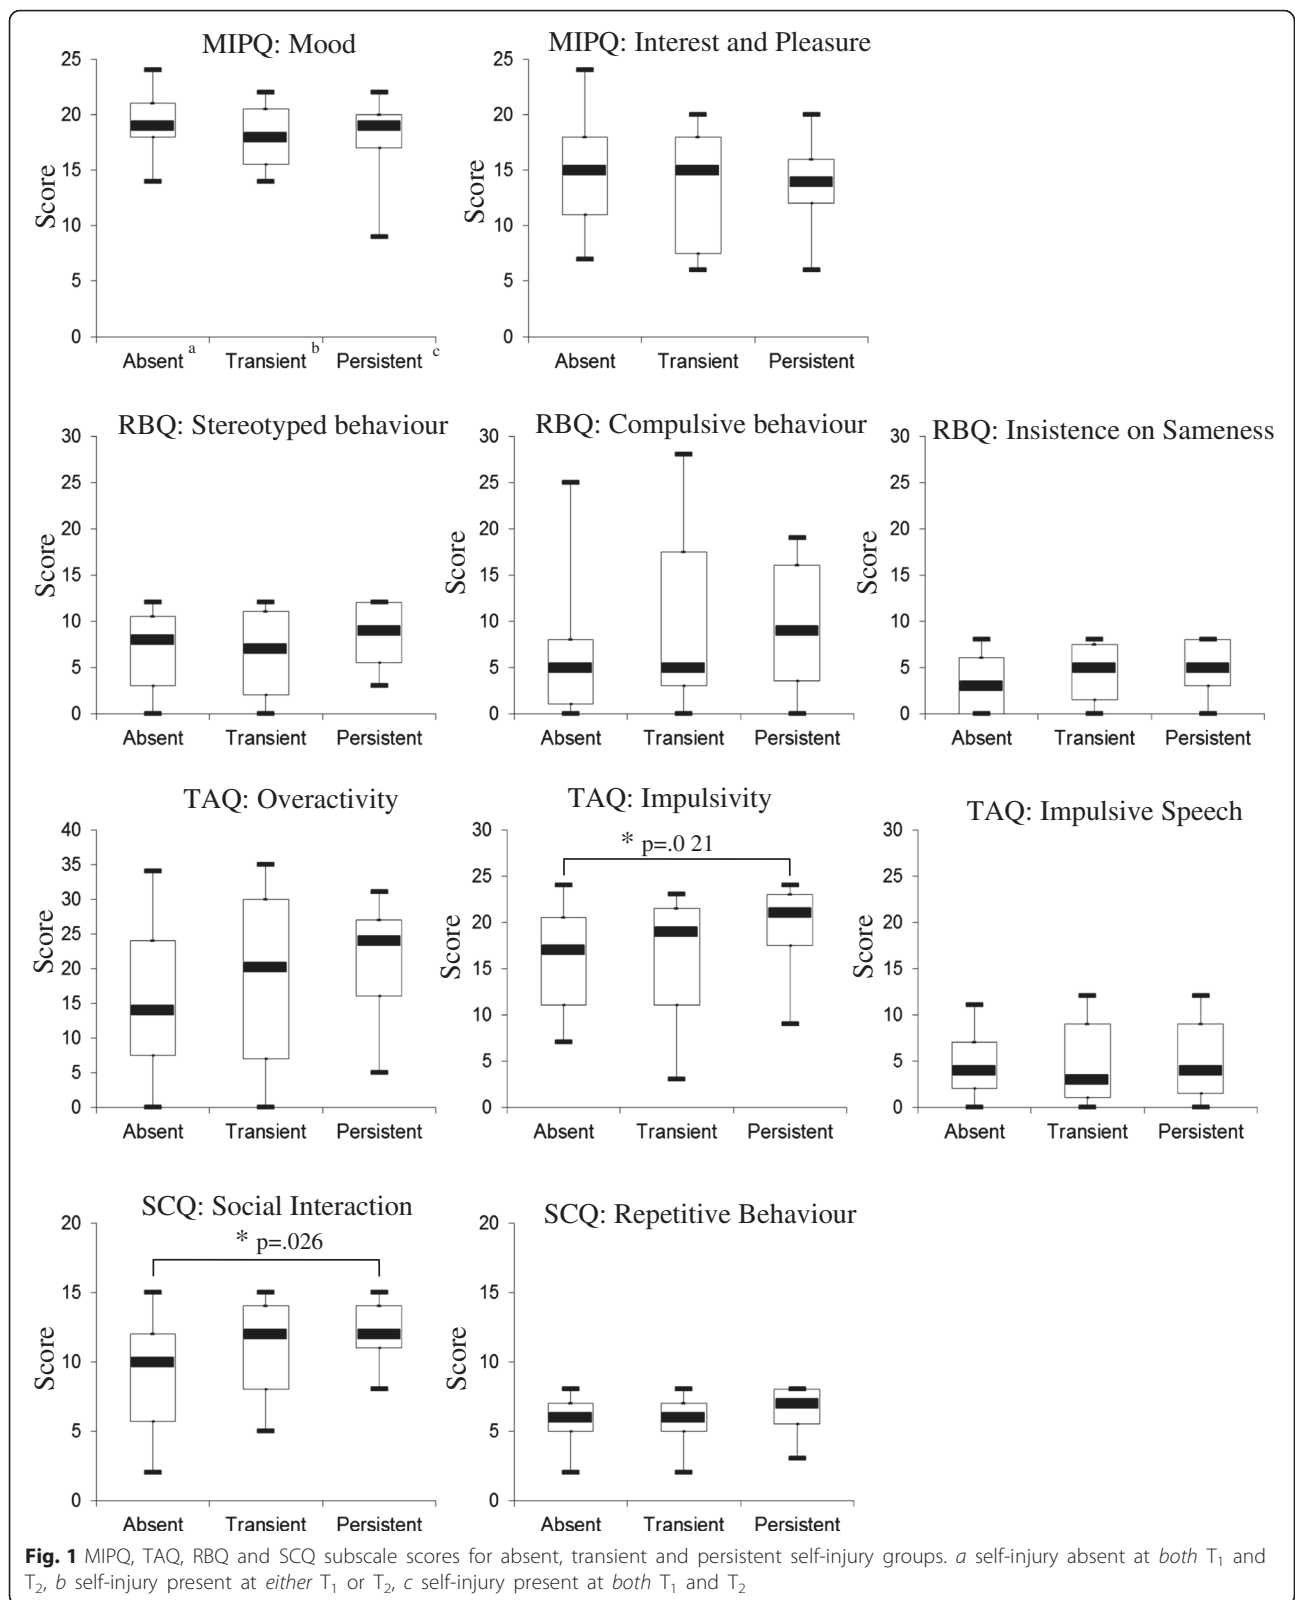 MIPQ: Mood
MIPQ: Interest and Pleasure
25
20
15
10
5
0
Score
Absent a Transient b Persistent c
25
20
15
10
5
0
Score
Absent Transient Persistent
RBQ: Stereotyped behaviour
RBQ: Compulsive behaviour
RBQ: Insistence on Sameness
30
25
20
15
10
5
0
Score
Absent Transient Persistent
30
25
20
15
10
5
0
Score
Absent Transient Persistent
30
25
20
15
10
5
0
Score
Absent Transient Persistent
TAQ: Overactivity
TAQ: Impulsivity
TAQ: Impulsive Speech
40
35
30
25
20
15
10
5
0
Score
Absent Transient Persistent
30
25
20
15
10
5
0
Score
* p=.0 21
Absent Transient Persistent
30
25
20
15
10
5
0
Score
Absent Transient Persistent
SCQ: Social Interaction
SCQ: Repetitive Behaviour
20
15
10
5
0
Score
* p=.026
Absent Transient Persistent
20
15
10
5
0
Score
Absent Transient Persistent
Fig. 1 MIPQ, TAQ, RBQ and SCQ subscale scores for absent, transient and persistent self-injury groups. a self-injury absent at both T1 and
T2, b self-injury present at either T1 or T2, c self-injury present at both T1 and T2